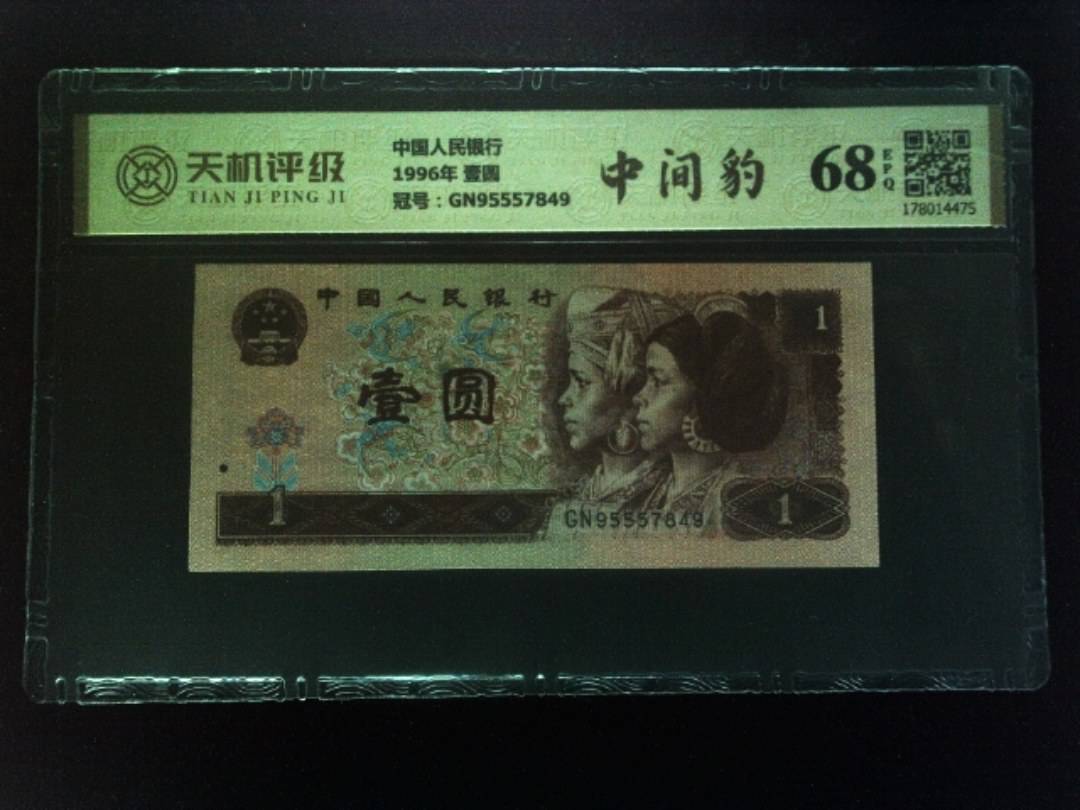 天机评级
TIAN JI PING JI
中国人民银行
1996年 壹圆
冠号：GN95557849
中间豹
68
EPQ
178014475
中國人民銀行
1
壹圆
1
GN95557849
1